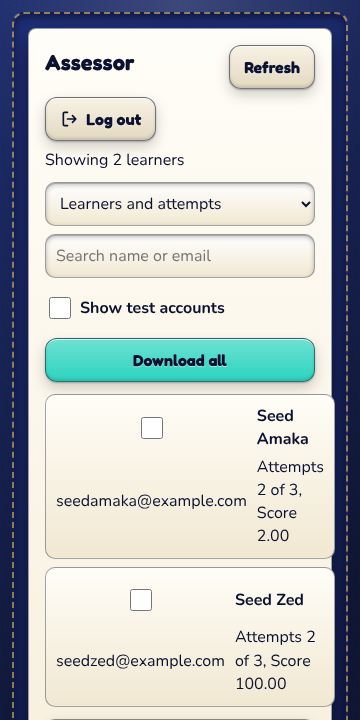 Assessor
Refresh
Log out
Showing 2 learners
Learners and attempts
Search name or email
Show test accounts
Download all
Seed
Amaka
seedamaka@example.com
Attempts
2 of 3,
Score
2.00
Seed Zed
seedzed@example.com
Attempts 2
of 3, Score
100.00